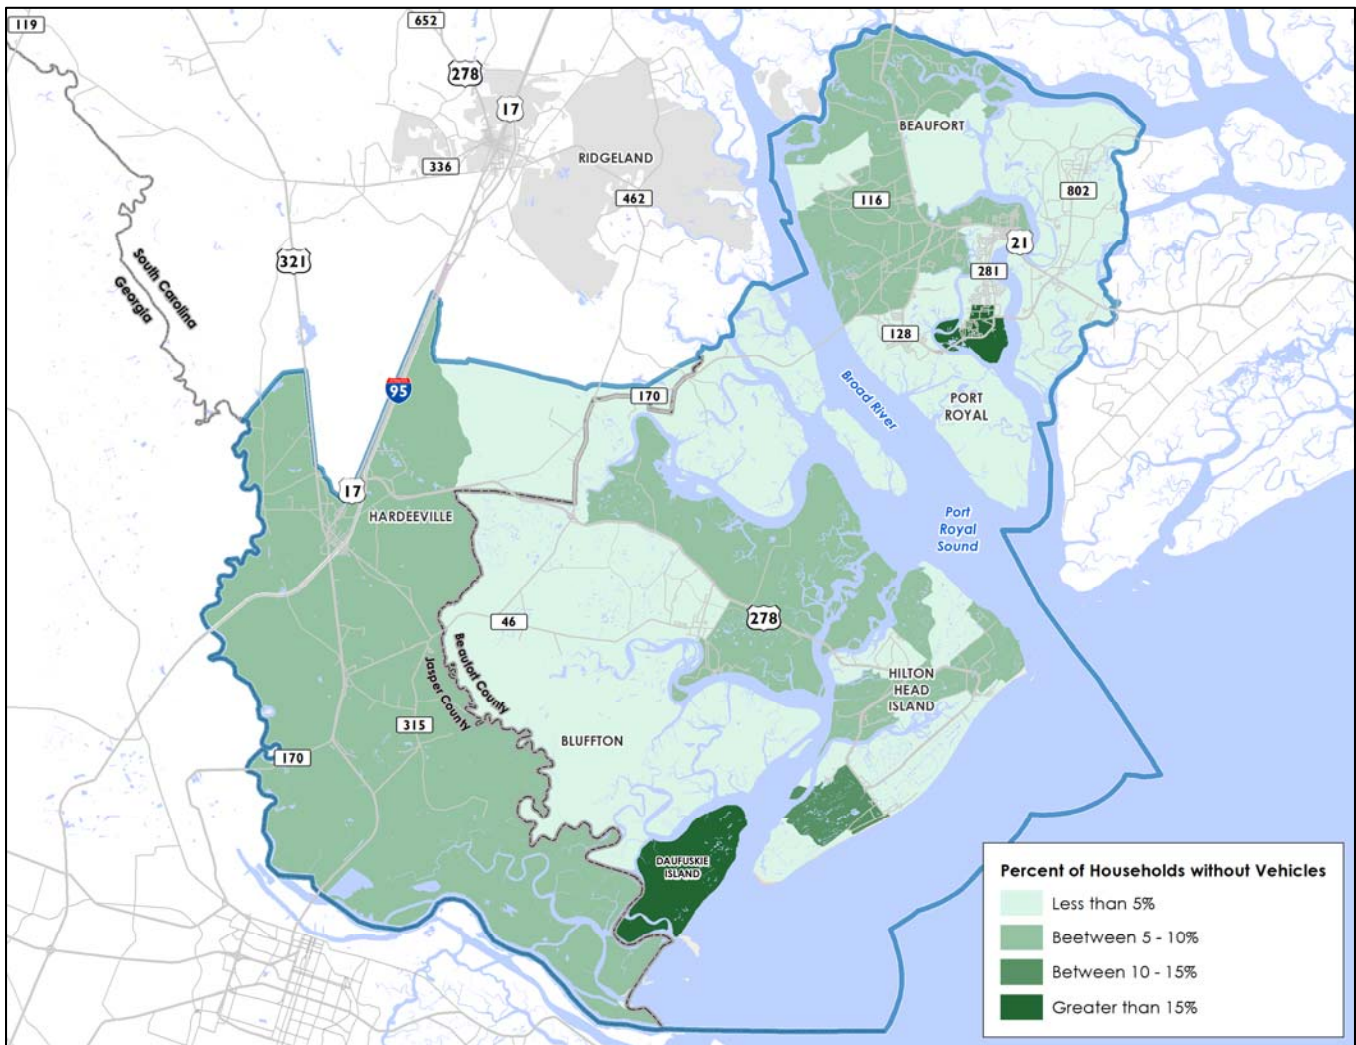 119
652
278
17
BEAUFORT
RIDGELAND
336
462
116
802
21
321
281
South Carolina
Georgia
128
95
Broad River
170
PORT
ROYAL
17
HARDEEVILLE
Port
Royal
Sound
46
278
Beaufort County
Jasper County
HILTON
HEAD
ISLAND
315
BLUFFTON
170
DAUFUSKIE
ISLAND
Percent of Households without Vehicles
Less than 5%
Beetween 5 - 10%
Between 10 - 15%
Greater than 15%